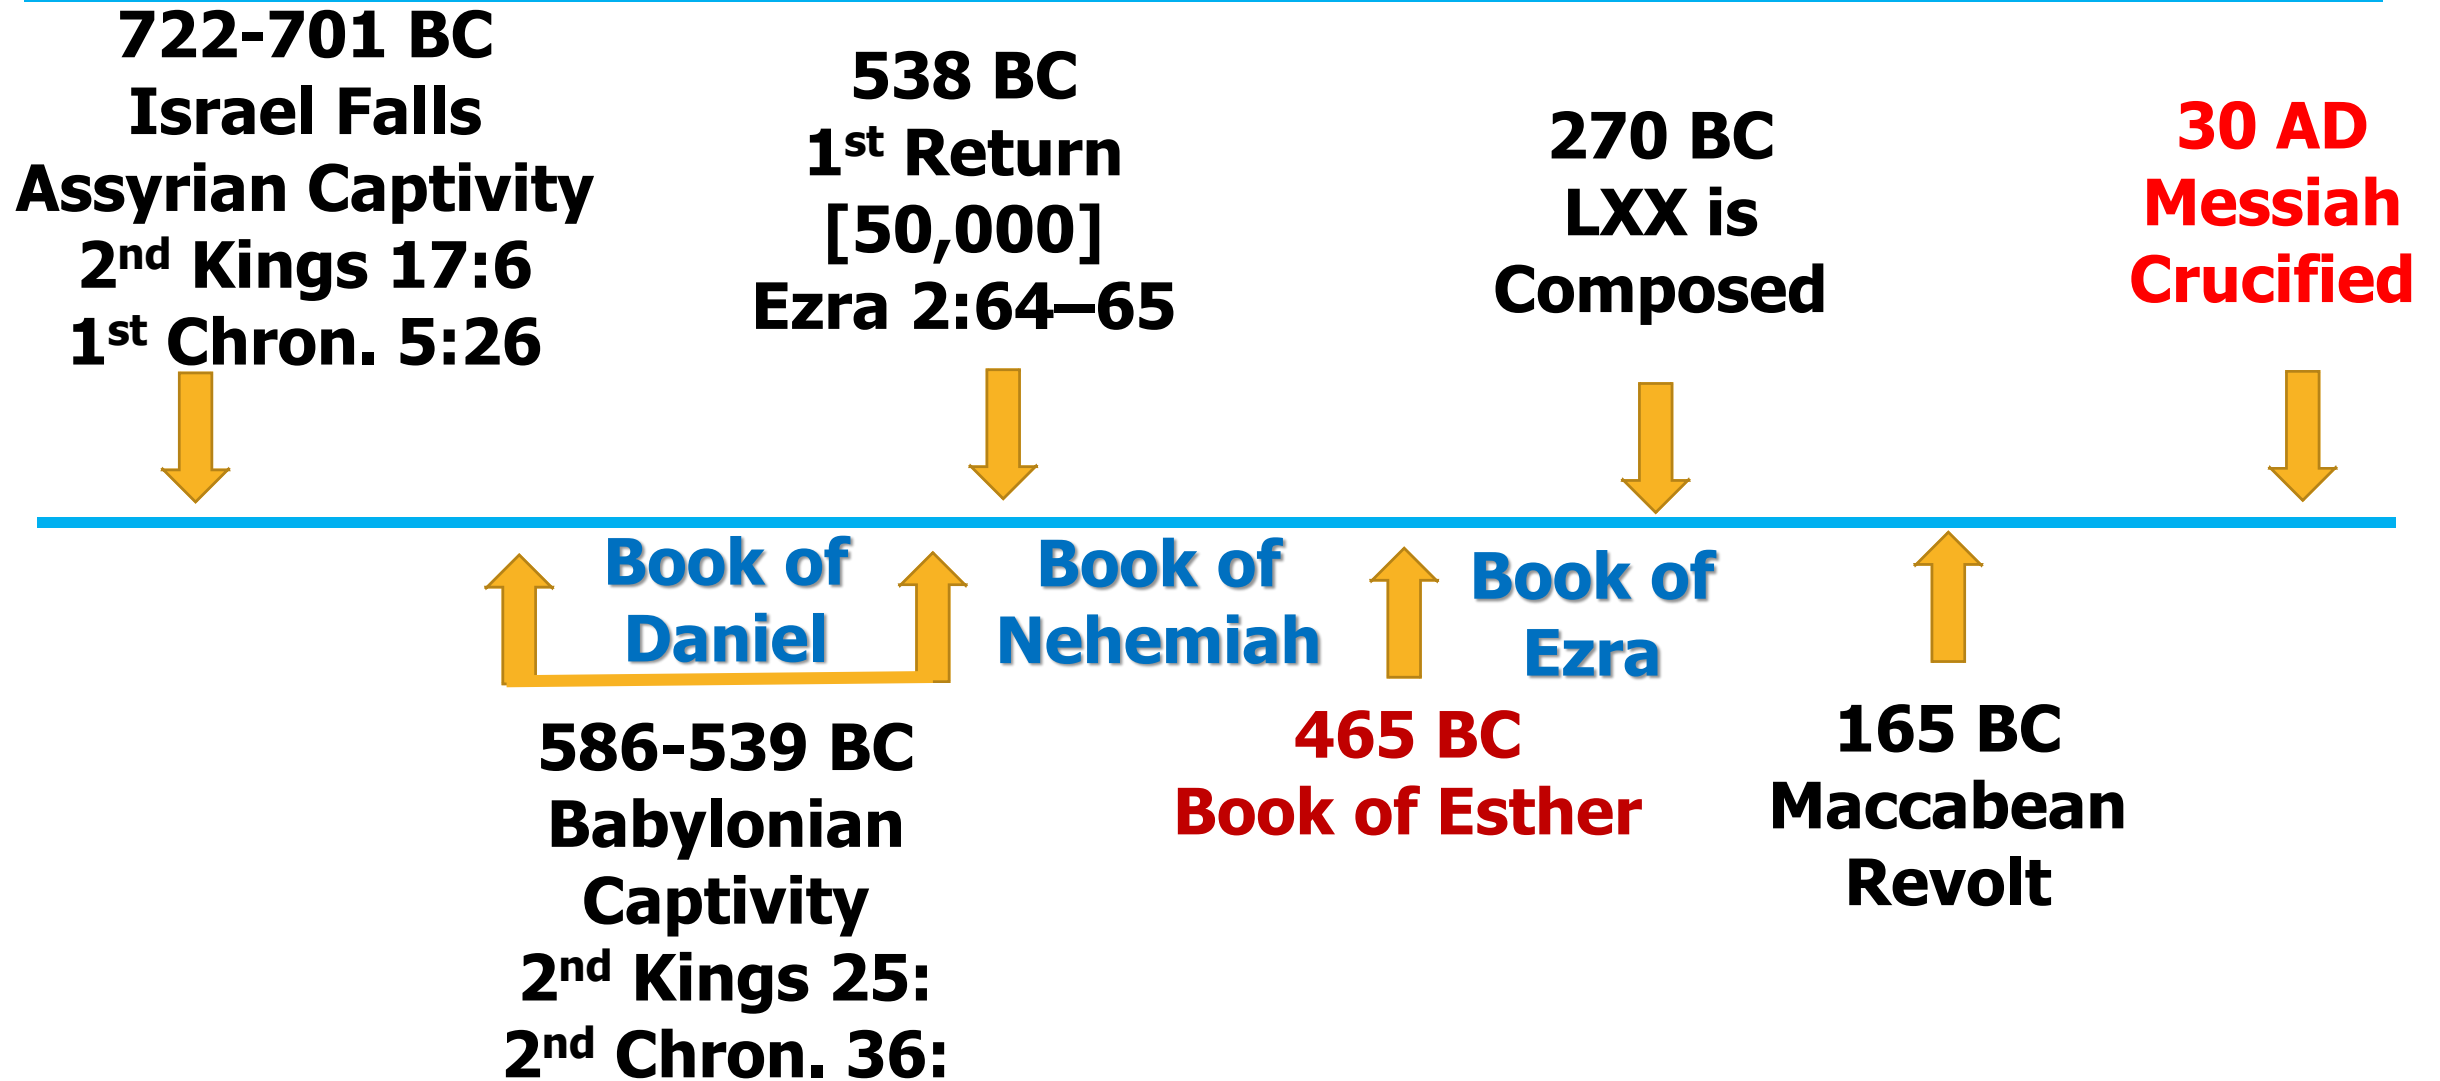 722-701 BC
Israel Falls
Assyrian Captivity
2nd Kings 17:6
1st Chron. 5:26
538 BC
1st Return
[50,000]
Ezra 2:64–65
270 BC
LXX is
Composed
30 AD
Messiah
Crucified
Book of
Daniel
Book of
Nehemiah
Book of
Ezra
586-539 BC
Babylonian
Captivity
2nd Kings 25:
2nd Chron. 36:
465 BC
Book of Esther
165 BC
Maccabean
Revolt